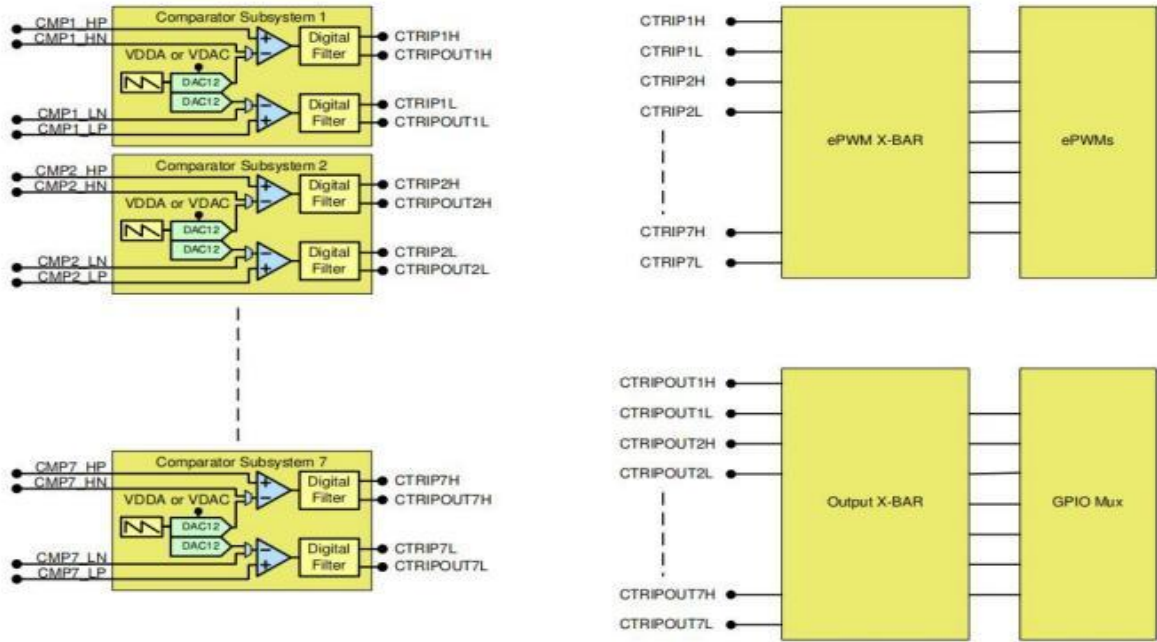 Comparator Subsystem 1
CMP1_HP
CMP1_HN
VDDA or VDAC
DAC12
DAC12
Digital
Filter
CTRIP1H
CTRIPOUT1H
CMP1_LN
CMP1_LP
Digital
Filter
CTRIP1L
CTRIPOUT1L
Comparator Subsystem 2
CMP2_HP
CMP2_HN
VDDA or VDAC
DAC12
DAC12
Digital
Filter
CTRIP2H
CTRIPOUT2H
CMP2_LN
CMP2_LP
Digital
Filter
CTRIP2L
CTRIPOUT2L
Comparator Subsystem 7
CMP7_HP
CMP7_HN
VDDA or VDAC
DAC12
DAC12
Digital
Filter
CTRIP7H
CTRIPOUT7H
CMP7_LN
CMP7_LP
Digital
Filter
CTRIP7L
CTRIPOUT7L
CTRIP1H
CTRIP1L
CTRIP2H
CTRIP2L
CTRIP7H
CTRIP7L
ePWM X-BAR
ePWMs
CTRIPOUT1H
CTRIPOUT1L
CTRIPOUT2H
CTRIPOUT2L
CTRIPOUT7H
CTRIPOUT7L
Output X-BAR
GPIO Mux